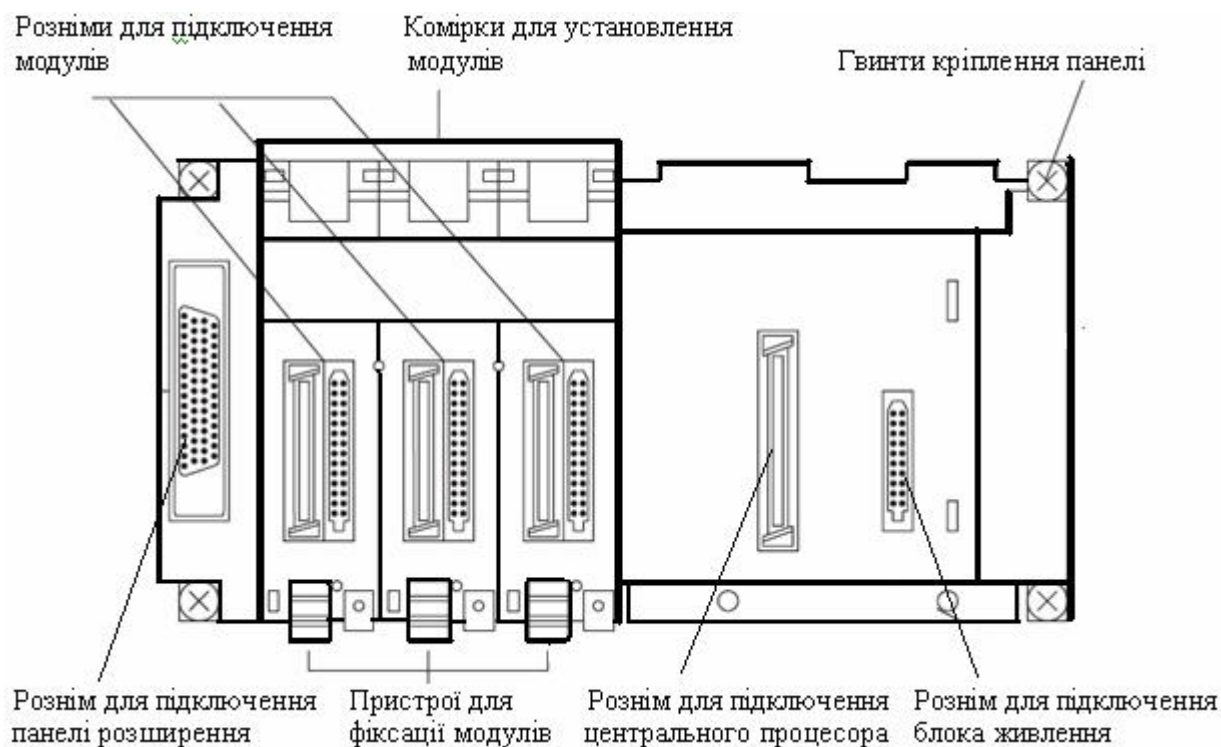 Розніми для підключення
модулів
Комірки для установлення
модулів
Гвинти кріплення панелі
Рознім для підключення
панелі розширення
Пристрої для
фіксації модулів
Рознім для підключення
центрального процесора
Рознім для підключення
блока живлення